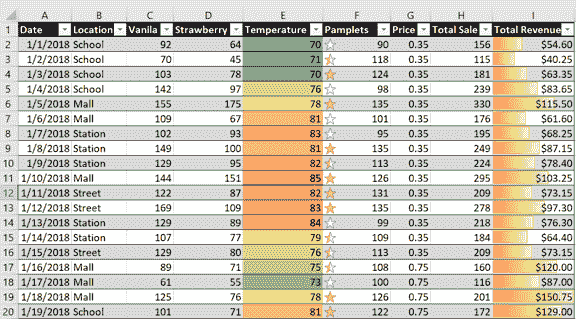 A B C D E F G H I
1 Date Location Vanila Strawberry Temperature Pamplets Price Total Sale Total Revenue
2 1/1/2018 School 92 64 70 90 0.35 156 $54.60
3 1/2/2018 School 70 45 71 118 0.35 115 $40.25
4 1/3/2018 School 103 78 70 124 0.35 181 $63.35
5 1/4/2018 School 142 97 76 98 0.35 239 $83.65
6 1/5/2018 Mall 155 175 78 135 0.35 330 $115.50
7 1/6/2018 Mall 109 67 81 101 0.35 176 $61.60
8 1/7/2018 Station 102 93 83 95 0.35 195 $68.25
9 1/8/2018 Station 149 100 81 135 0.35 249 $87.15
10 1/9/2018 Station 129 95 82 113 0.35 224 $78.40
11 1/10/2018 Mall 144 151 85 126 0.35 295 $103.25
12 1/11/2018 Street 122 87 82 131 0.35 209 $73.15
13 1/12/2018 Street 169 109 83 135 0.35 278 $97.30
14 1/13/2018 Station 129 89 84 99 0.35 218 $76.30
15 1/14/2018 Station 107 77 79 109 0.35 184 $64.40
16 1/15/2018 Street 129 80 76 113 0.35 209 $73.15
17 1/16/2018 Mall 89 71 75 108 0.75 160 $120.00
18 1/17/2018 Mall 61 55 73 100 0.75 116 $87.00
19 1/18/2018 Mall 125 76 78 126 0.75 201 $150.75
20 1/19/2018 School 101 71 81 122 0.75 172 $129.00